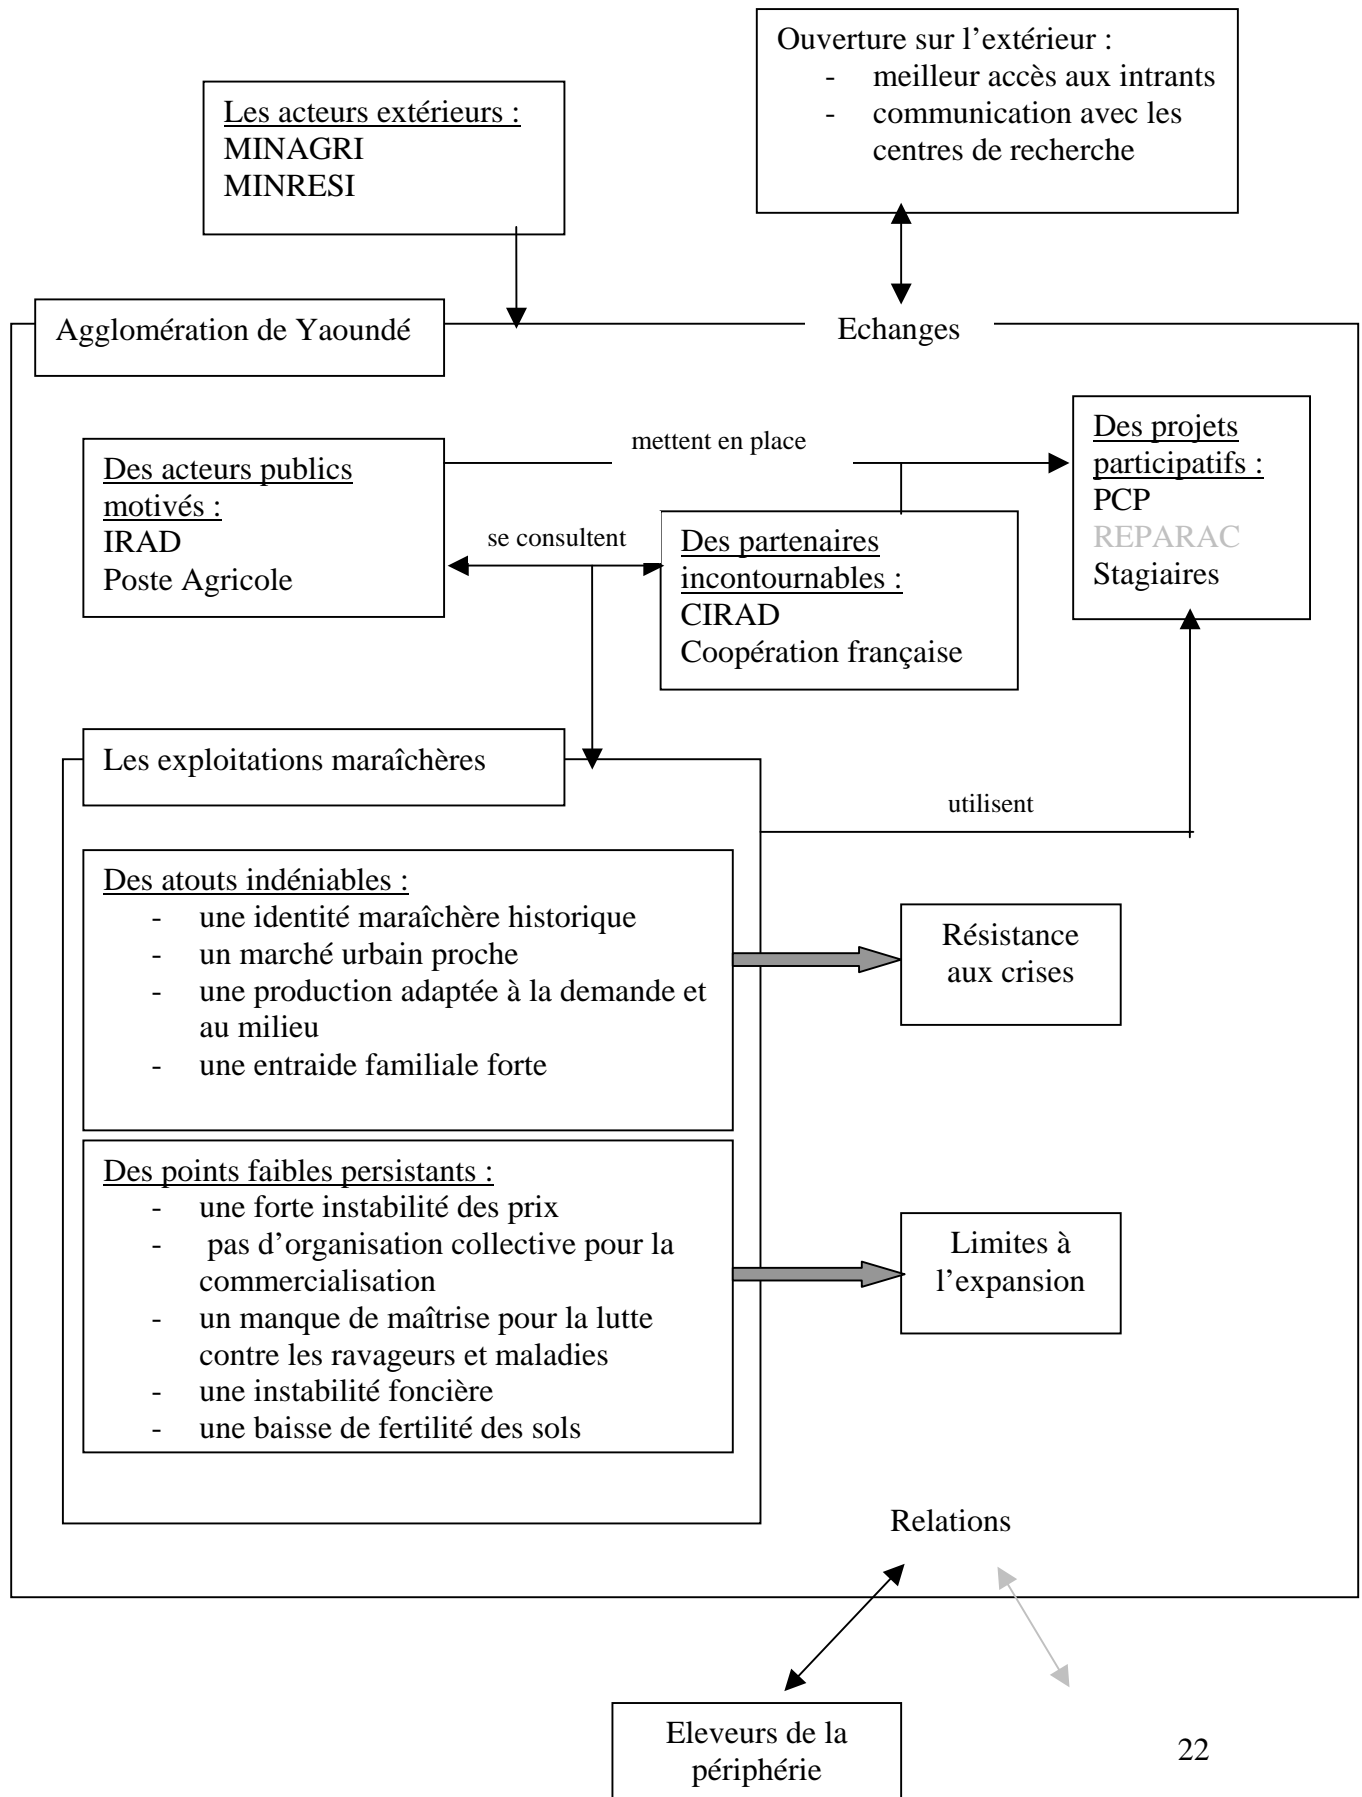 Ouverture sur l’extérieur :
- meilleur accès aux intrants
- communication avec les
centres de recherche
Les acteurs extérieurs :
MINAGRI
MINRESI
Agglomération de Yaoundé
Echanges
Des acteurs publics
motivés :
IRAD
Poste Agricole
mettent en place
se consultent
Des partenaires
incontournables :
CIRAD
Coopération française
Des projets
participatifs :
PCP
REPARAC
Stagiaires
Les exploitations maraîchères
utilisent
Des atouts indéniables :
- une identité maraîchère historique
- un marché urbain proche
- une production adaptée à la demande et
au milieu
- une entraide familiale forte
Résistance
aux crises
Des points faibles persistants :
- une forte instabilité des prix
- pas d’organisation collective pour la
commercialisation
- un manque de maîtrise pour la lutte
contre les ravageurs et maladies
- une instabilité foncière
- une baisse de fertilité des sols
Limites à
l’expansion
Relations
Eleveurs de la
périphérie
22